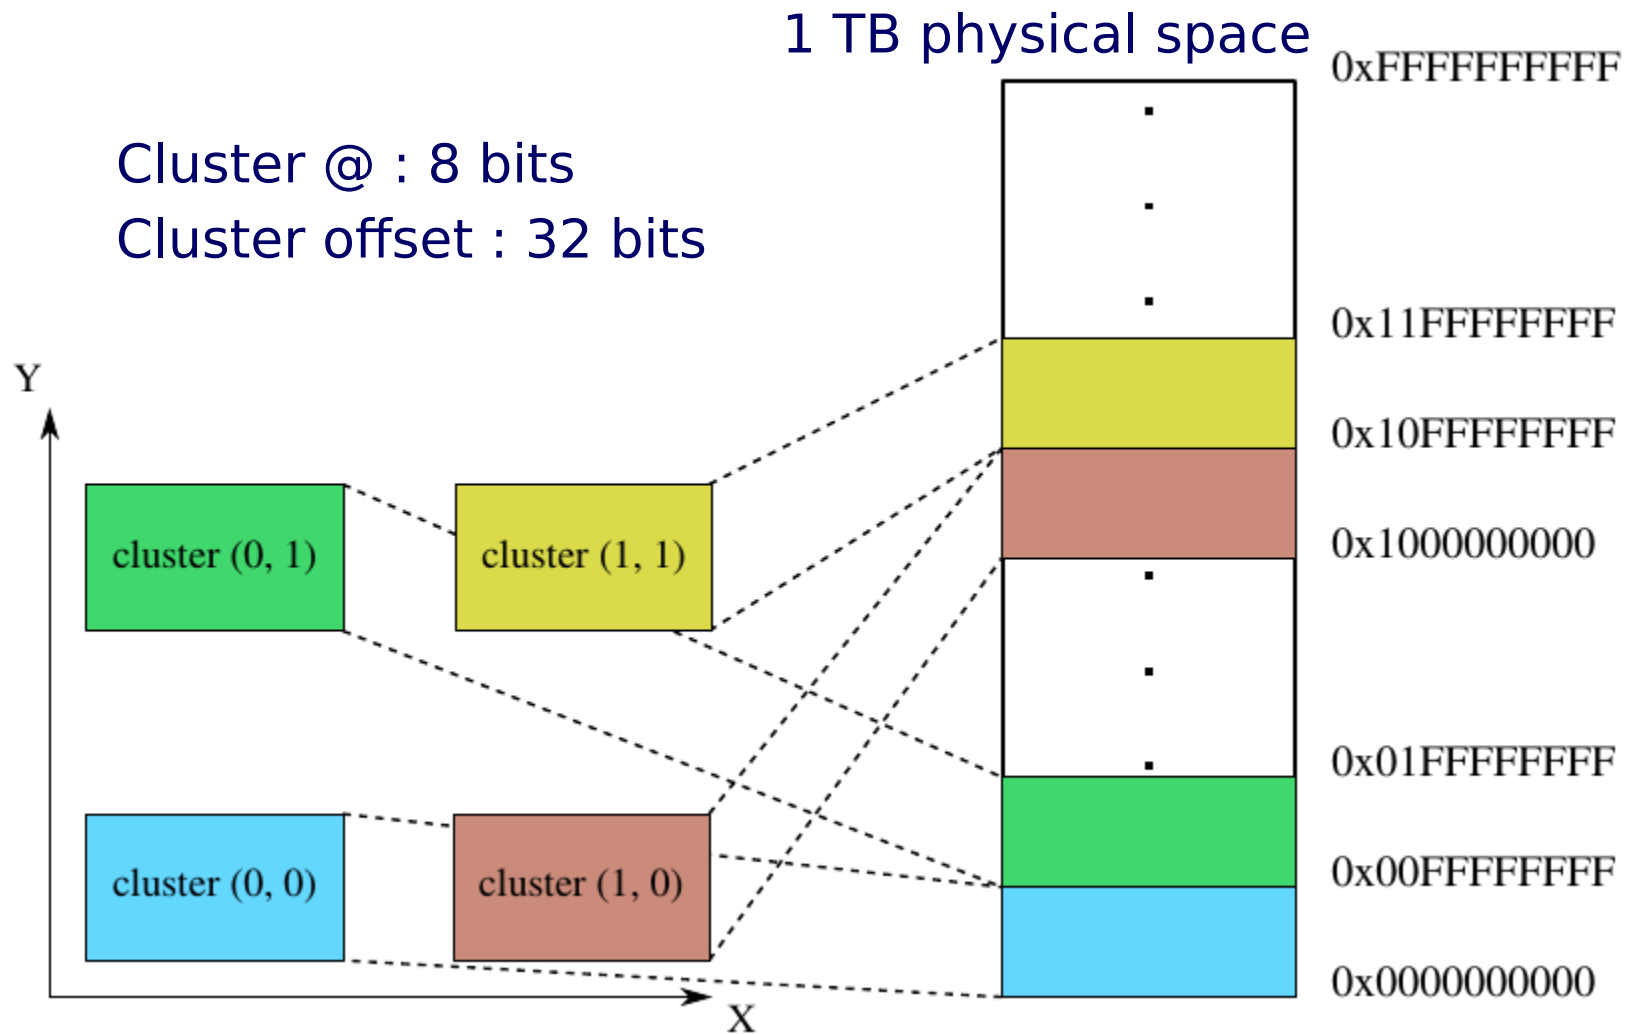 1 TB physical space
0xFFFFFFFFFF
Cluster @ : 8 bits
Cluster offset : 32 bits
0x11FFFFFFFF
Y
0x10FFFFFFFF
cluster (0, 1)
cluster (1, 1)
0x1000000000
0x01FFFFFFFF
cluster (0, 0)
cluster (1, 0)
0x00FFFFFFFF
0x0000000000
X